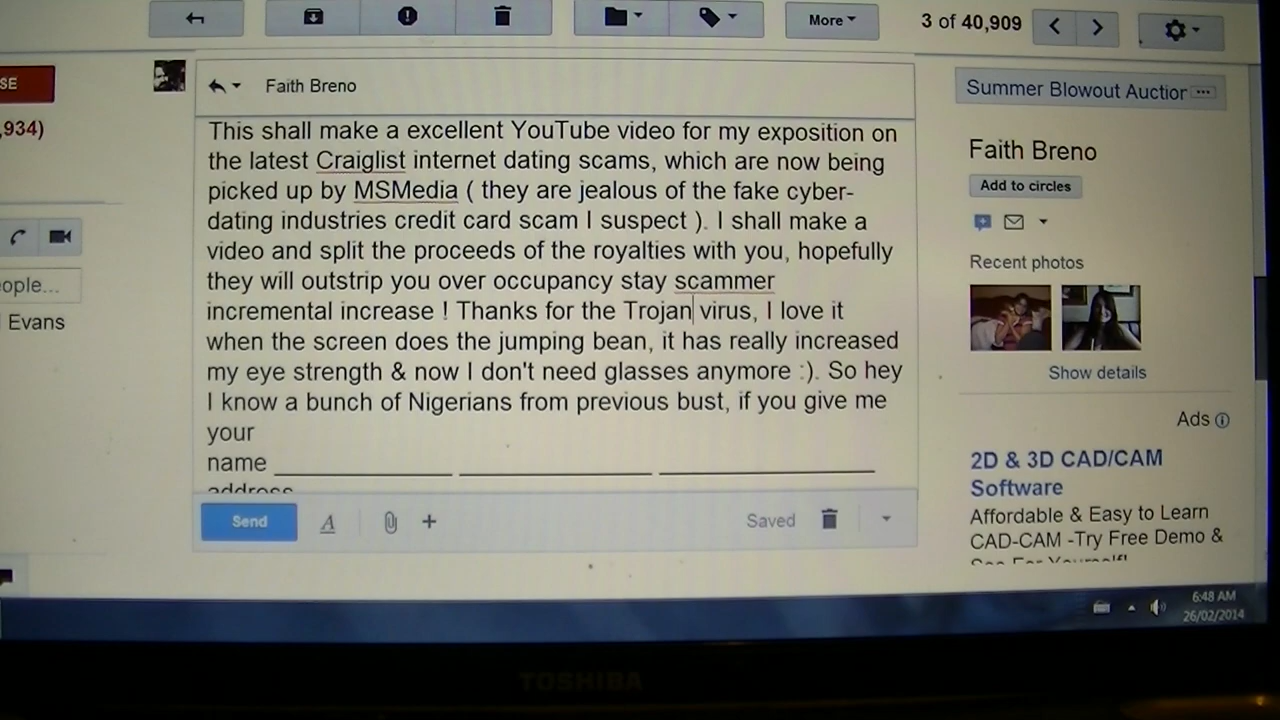 More
3 of 40,909
SE
,934)
Faith Breno
Summer Blowout Auctior
This shall make a excellent YouTube video for my exposition on
the latest Craiglist internet dating scams, which are now being
picked up by MSMedia ( they are jealous of the fake cyber-
dating industries credit card scam I suspect ). I shall make a
video and split the proceeds of the royalties with you, hopefully
they will outstrip you over occupancy stay scammer
incremental increase ! Thanks for the Trojan virus, I love it
when the screen does the jumping bean, it has really increased
my eye strength & now I don't need glasses anymore :). So hey
I know a bunch of Nigerians from previous bust, if you give me
your
name
address
Send
A
Saved
ople...
Evans
Faith Breno
Add to circles
Recent photos
Show details
Ads
2D & 3D CAD/CAM
Software
Affordable & Easy to Learn
CAD-CAM -Try Free Demo &
See For Yourself!
6:48 AM
26/02/2014
TOSHIBA